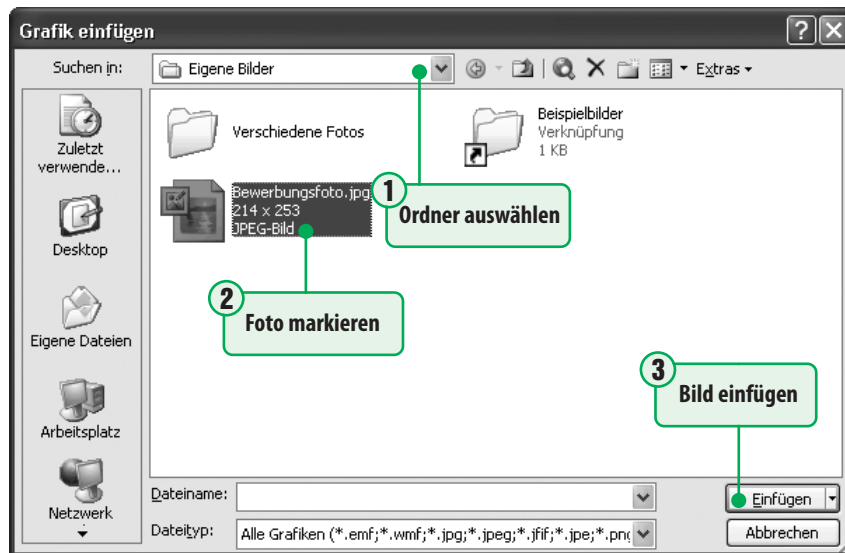 Grafik einfügen
Suchen in:
Eigene Bilder
Extras
Zuletzt
verwende...
Desktop
Eigene Dateien
Arbeitsplatz
Netzwerk
Verschiedene Fotos
Beispielbilder
Verknüpfung
1 KB
Bewerbungsfoto.jpg
214 x 253
JPEG-Bild
1
Ordner auswählen
2
Foto markieren
3
Bild einfügen
Dateiname:
Einfügen
Dateityp:
Alle Grafiken (*.emf;*.wmf;*.jpg;*.jpeg;*.jfif;*.jpe;*.png
Abbrechen